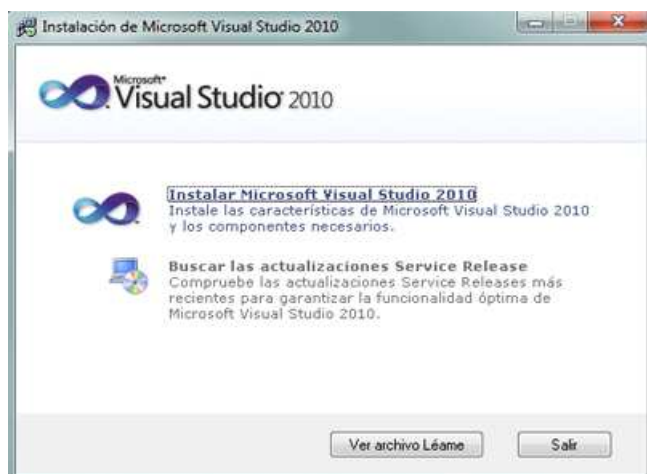 Instalación de Microsoft Visual Studio 2010
Microsoft®
Visual Studio 2010
Instalar Microsoft Visual Studio 2010
Instale las características de Microsoft Visual Studio 2010
y los componentes necesarios.
Buscar las actualizaciones Service Release
Compruebe las actualizaciones Service Releases más
recientes para garantizar la funcionalidad óptima de
Microsoft Visual Studio 2010.
Ver archivo Léame
Salir